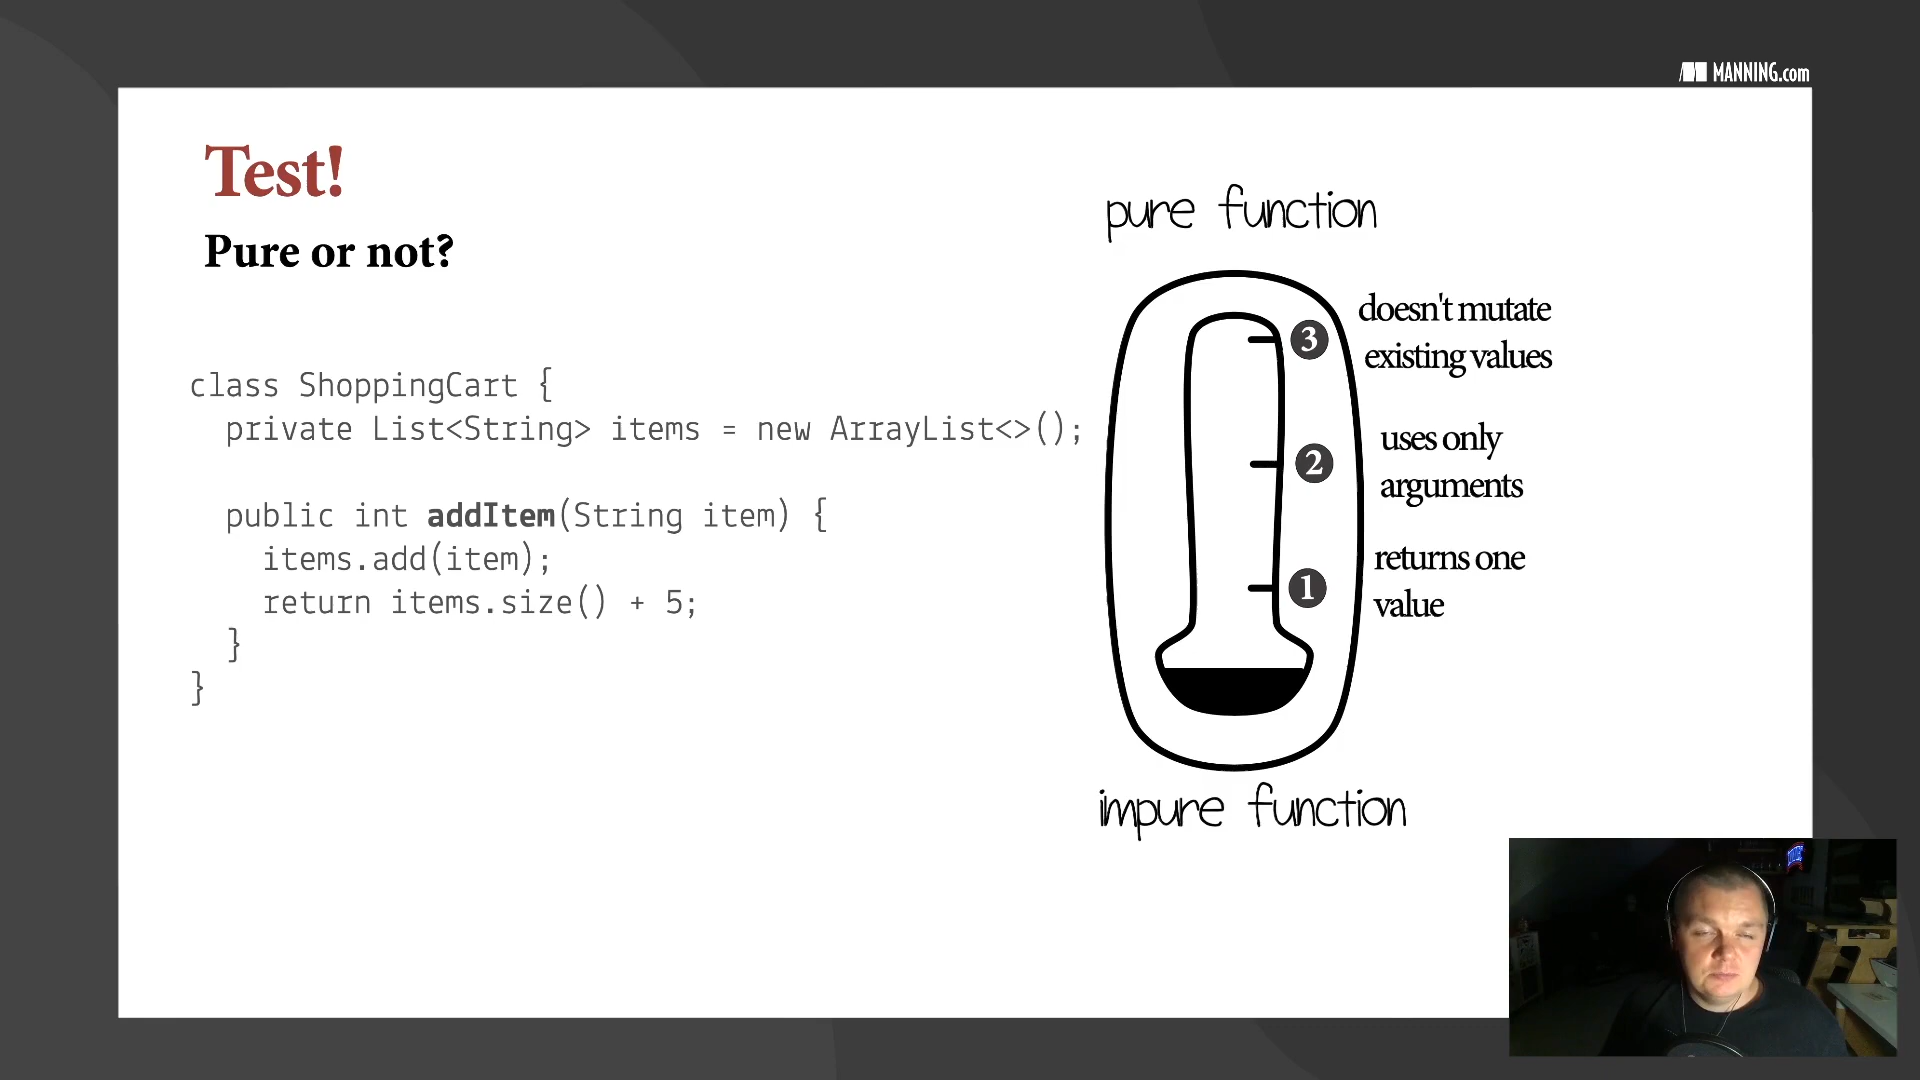 MANNING.com
Test!
Pure or not?
class ShoppingCart {
  private List<String> items = new ArrayList<>();

  public int addItem(String item) {
    items.add(item);
    return items.size() + 5;
  }
}
pure function
3 doesn't mutate
existing values
2 uses only
arguments
1 returns one
value
impure function